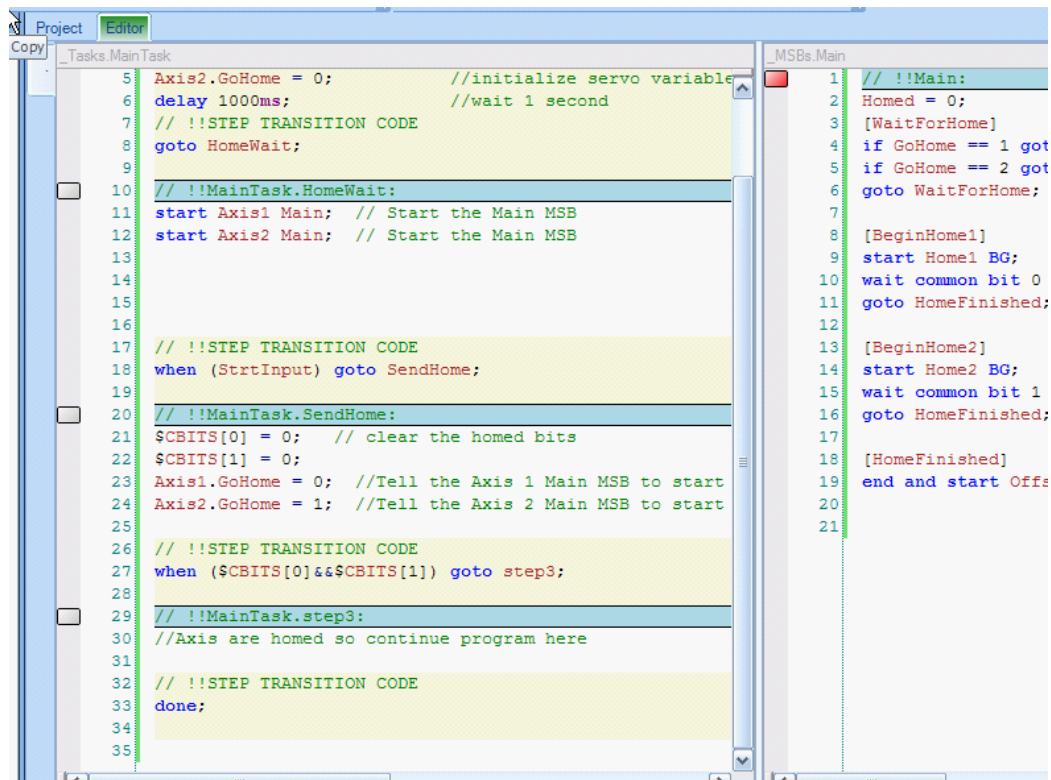 Project Editor
Copy
_Tasks.MainTask
5 Axis2.GoHome = 0; //initialize servo variable
6 delay 1000ms; //wait 1 second
7 // !!STEP TRANSITION CODE
8 goto HomeWait;
9
10 // !!MainTask.HomeWait:
11 start Axis1 Main; // Start the Main MSB
12 start Axis2 Main; // Start the Main MSB
13
14
15
16
17 // !!STEP TRANSITION CODE
18 when (StrtInput) goto SendHome;
19
20 // !!MainTask.SendHome:
21 $CBITS[0] = 0; // clear the homed bits
22 $CBITS[1] = 0;
23 Axis1.GoHome = 0; //Tell the Axis 1 Main MSB to start
24 Axis2.GoHome = 1; //Tell the Axis 2 Main MSB to start
25
26 // !!STEP TRANSITION CODE
27 when ($CBITS[0]&&$CBITS[1]) goto step3;
28
29 // !!MainTask.step3:
30 //Axis are homed so continue program here
31
32 // !!STEP TRANSITION CODE
33 done;
34
35
_MSBs.Main
1 // !!Main:
2 Homed = 0;
3 [WaitForHome]
4 if GoHome == 1 got
5 if GoHome == 2 got
6 goto WaitForHome;
7
8 [BeginHome1]
9 start Home1 BG;
10 wait common bit 0
11 goto HomeFinished;
12
13 [BeginHome2]
14 start Home2 BG;
15 wait common bit 1
16 goto HomeFinished;
17
18 [HomeFinished]
19 end and start Offs
20
21